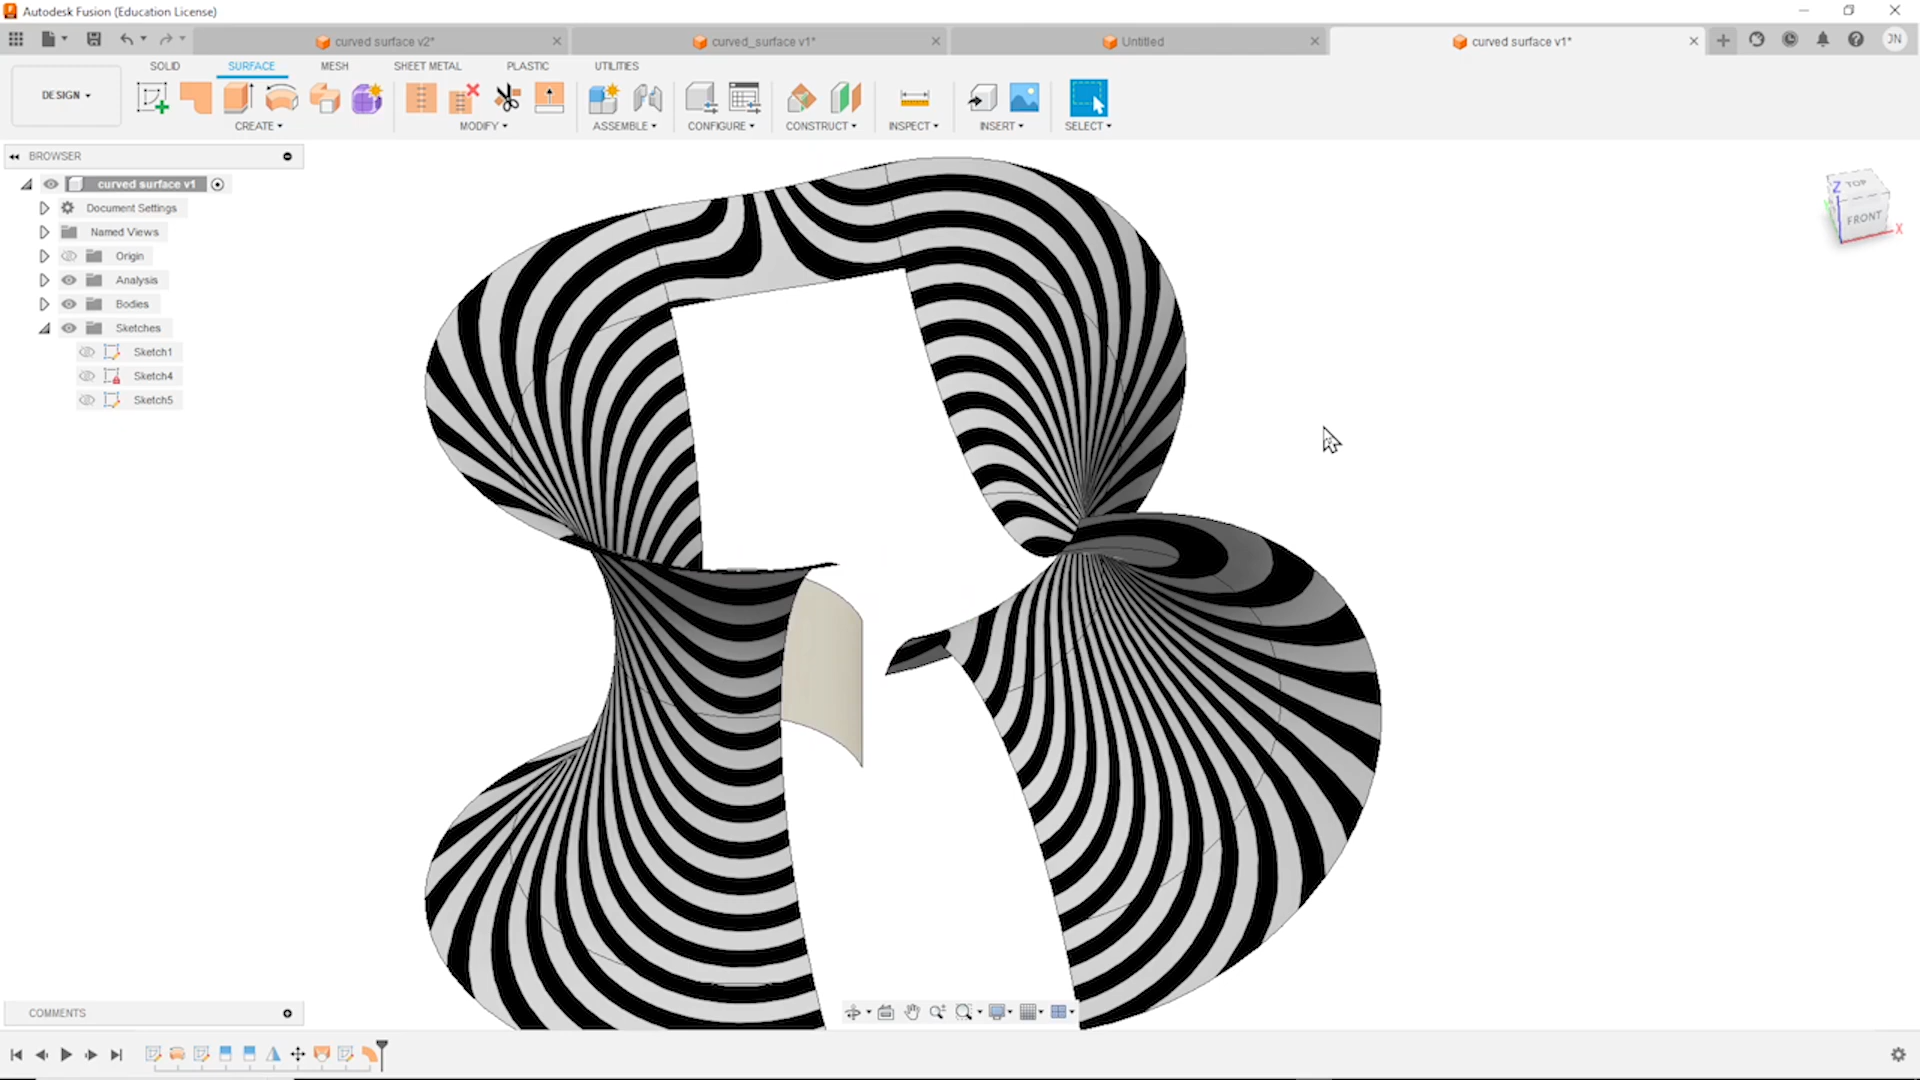 Autodesk Fusion (Education License)
curved surface v2*
curved_surface v1*
Untitled
curved surface v1*
JN
DESIGN
SOLID
SURFACE
MESH
SHEET METAL
PLASTIC
UTILITIES
CREATE
MODIFY
ASSEMBLE
CONFIGURE
CONSTRUCT
INSPECT
INSERT
SELECT
BROWSER
curved surface v1
Document Settings
Named Views
Origin
Analysis
Bodies
Sketches
Sketch1
Sketch4
Sketch5
Z
TOP
FRONT
X
COMMENTS